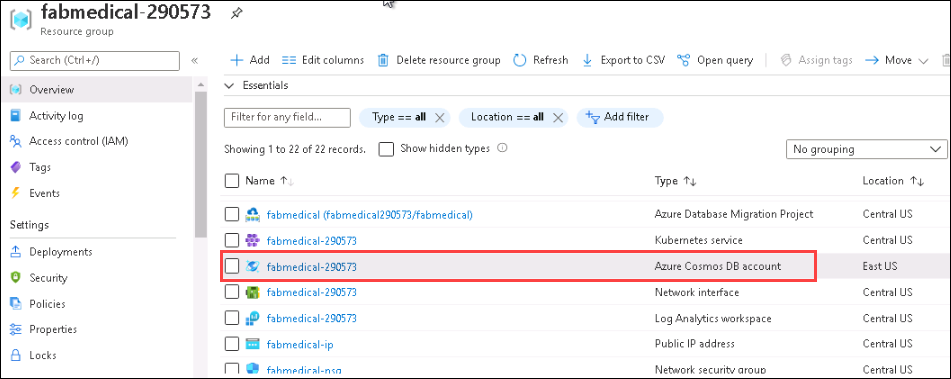 fabmedical-290573
Resource group
Search (Ctrl+/)
«
Overview
Activity log
Access control (IAM)
Tags
Events
Settings
Deployments
Security
Policies
Properties
Locks
Add
Edit columns
Delete resource group
Refresh
Export to CSV
Open query
Assign tags
Move
Essentials
Filter for any field...
Type == all
Location == all
Add filter
Showing 1 to 22 of 22 records.
Show hidden types
No grouping
Name Type Location
fabmedical (fabmedical290573/fabmedical) Azure Database Migration Project Central US
fabmedical-290573 Kubernetes service Central US
fabmedical-290573 Azure Cosmos DB account East US
fabmedical-290573 Network interface Central US
fabmedical-290573 Log Analytics workspace Central US
fabmedical-ip Public IP address Central US
fabmedical-nsg Network security group Central US